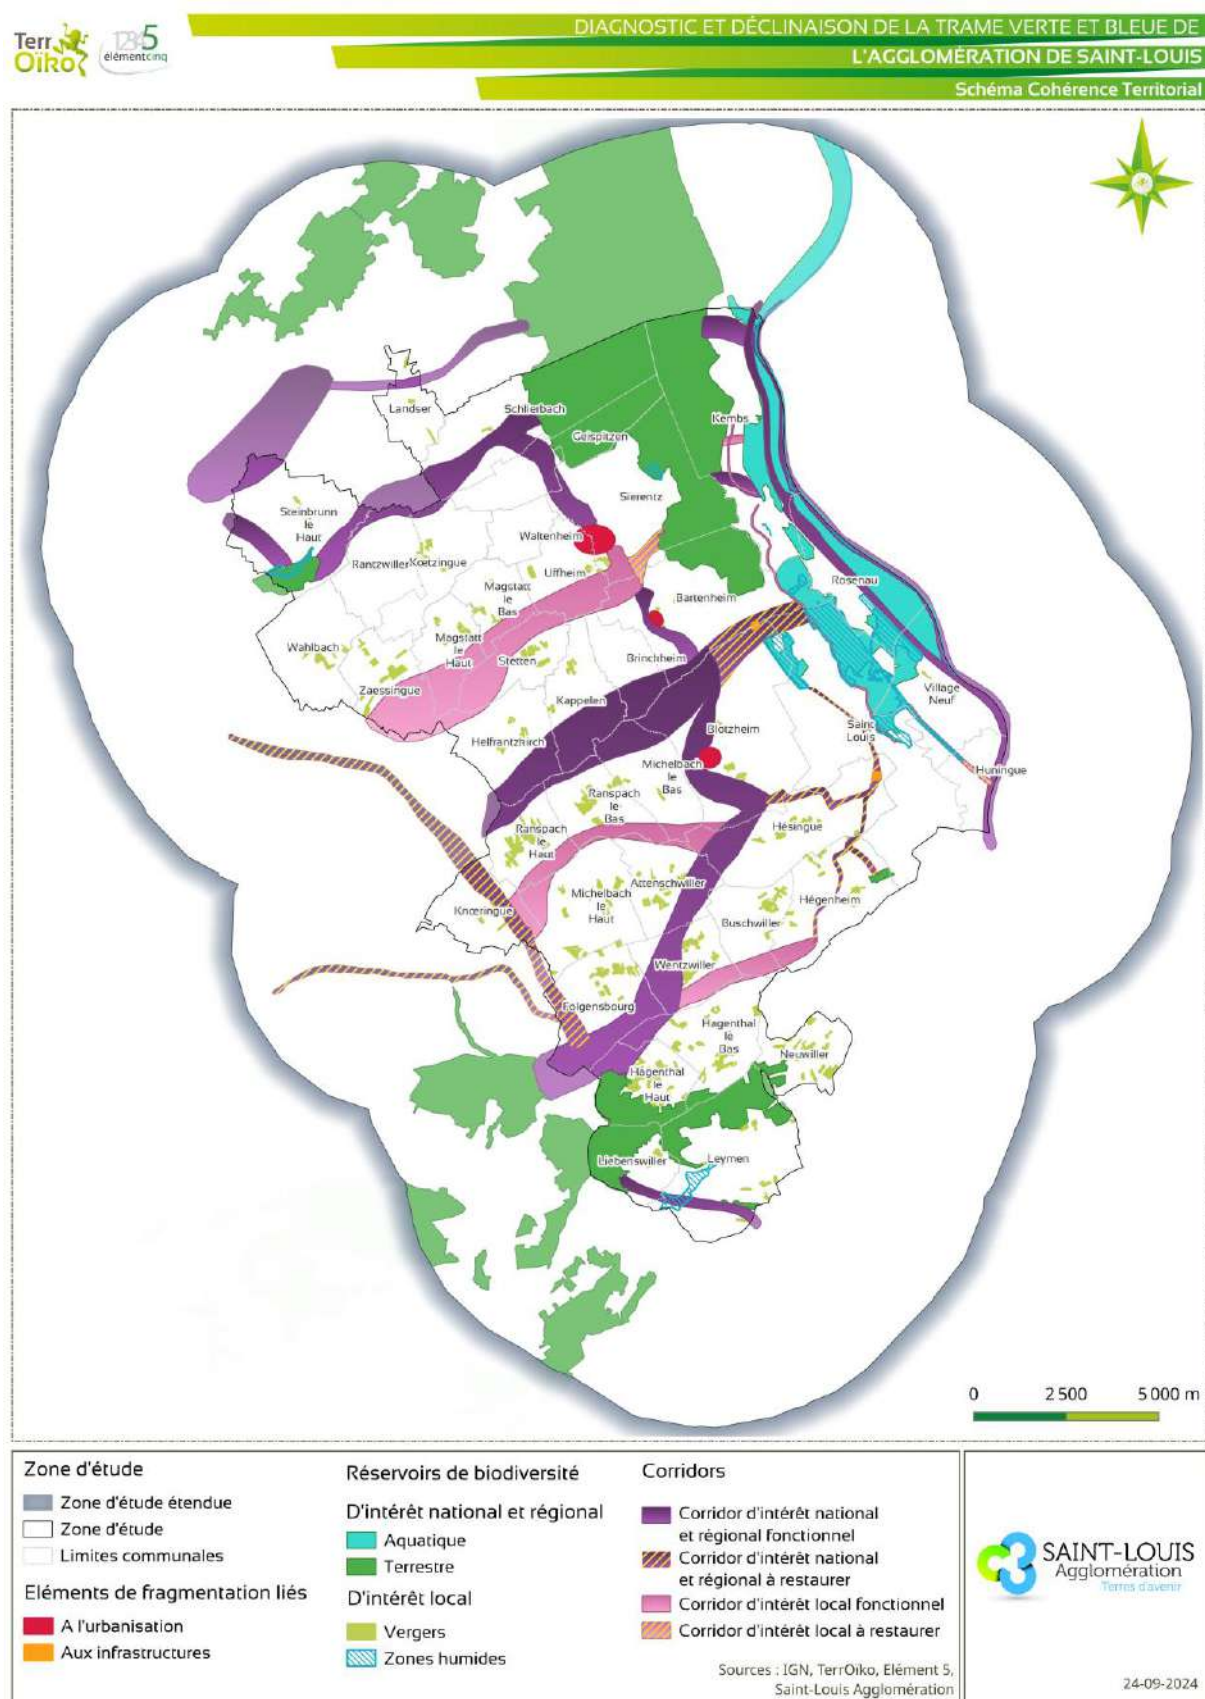 Terr
Oïko
12345
élémentcinq
DIAGNOSTIC ET DÉCLINAISON DE LA TRAME VERTE ET BLEUE DE
L'AGGLOMÉRATION DE SAINT-LOUIS
Schéma Cohérence Territorial
Landser
Schlierbach
Geispitzen
Kembs
Sierentz
Steinbrunn
le
Haut
Waltenheim
Rantzwiller
Kœtzingue
Uffheim
Magstatt
le
Bas
Bartenheim
Rosenau
Magstatt
le
Haut
Wahlbach
Stetten
Brinckheim
Zaessingue
Kappelen
Village
Neuf
Helfrantzkirch
Blotzheim
Saint
Louis
Michelbach
le
Bas
Huningue
Ranspach
le
Bas
Ranspach
le
Haut
Hésingue
Attenschwiller
Michelbach
le
Haut
Hégenheim
Knœringue
Buschwiller
Wentzwiller
Folgensbourg
Hagenthal
le
Bas
Neuwiller
Hagenthal
le
Haut
Liebenswiller
Leymen
0 2 500 5 000 m
Zone d'étude
Zone d'étude étendue
Zone d'étude
Limites communales
Eléments de fragmentation liés
A l'urbanisation
Aux infrastructures
Réservoirs de biodiversité
D'intérêt national et régional
Aquatique
Terrestre
D'intérêt local
Vergers
Zones humides
Corridors
Corridor d'intérêt national
et régional fonctionnel
Corridor d'intérêt national
et régional à restaurer
Corridor d'intérêt local fonctionnel
Corridor d'intérêt local à restaurer
Sources : IGN, TerrOïko, Elément 5,
Saint-Louis Agglomération
SAINT-LOUIS
Agglomération
Terres d'avenir
24-09-2024